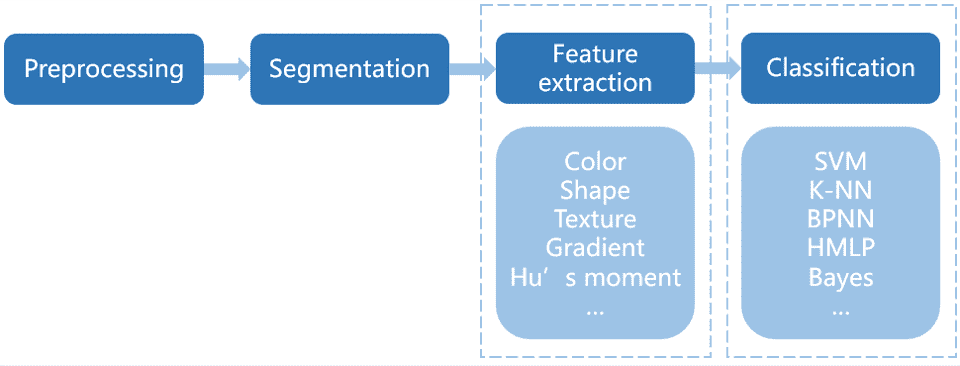 Preprocessing
Segmentation
Feature
extraction
Classification
Color
Shape
Texture
Gradient
Hu’s moment
...
SVM
K-NN
BPNN
HMLP
Bayes
...